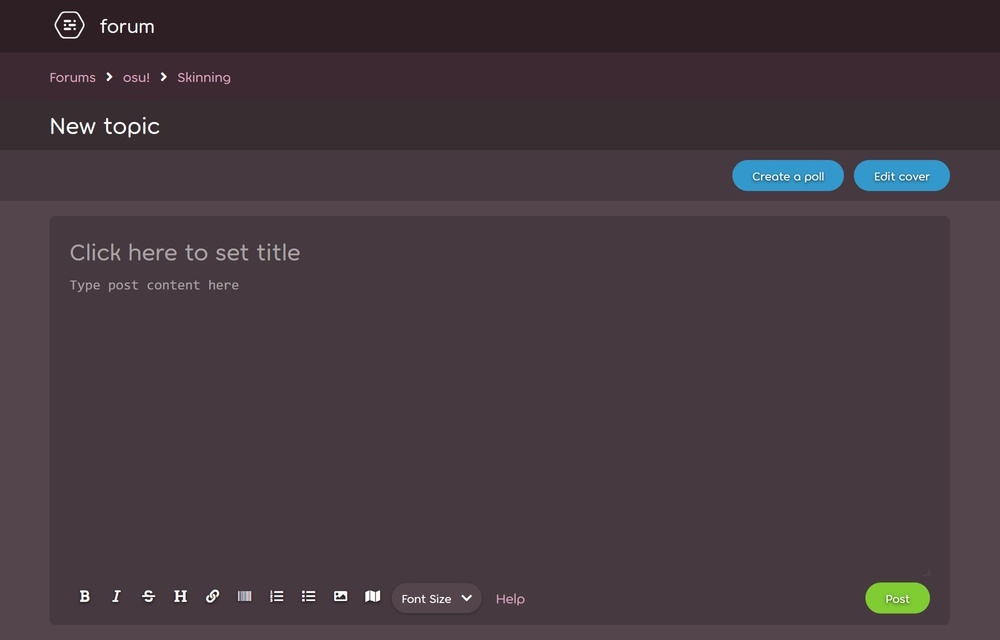 forum
Forums > osu! > Skinning
New topic
Create a poll Edit cover
Click here to set title
Type post content here
B I S H Font Size Help Post